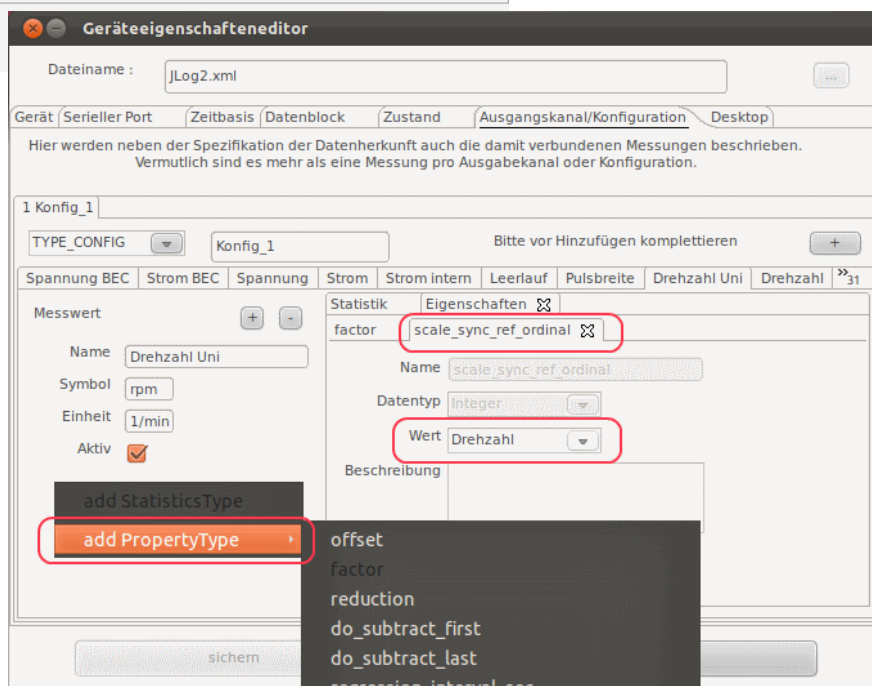 Geräteeigenschafteneditor
Dateiname :
JLog2.xml
...
Gerät Serieller Port Zeitbasis Datenblock Zustand Ausgangskanal/Konfiguration Desktop
Hier werden neben der Spezifikation der Datenherkunft auch die damit verbundenen Messungen beschrieben.
Vermutlich sind es mehr als eine Messung pro Ausgabekanal oder Konfiguration.
1 Konfig_1
TYPE_CONFIG Konfig_1 Bitte vor Hinzufügen komplettieren +
Spannung BEC Strom BEC Spannung Strom Strom intern Leerlauf Pulsbreite Drehzahl Uni Drehzahl »31
Messwert + -
Statistik Eigenschaften
factor scale_sync_ref_ordinal
Name Drehzahl Uni
Name scale_sync_ref_ordinal
Symbol rpm
Datentyp Integer
Einheit 1/min
Wert Drehzahl
Aktiv
Beschreibung
add StatisticsType
add PropertyType
offset
factor
reduction
do_subtract_first
do_subtract_last
sichern